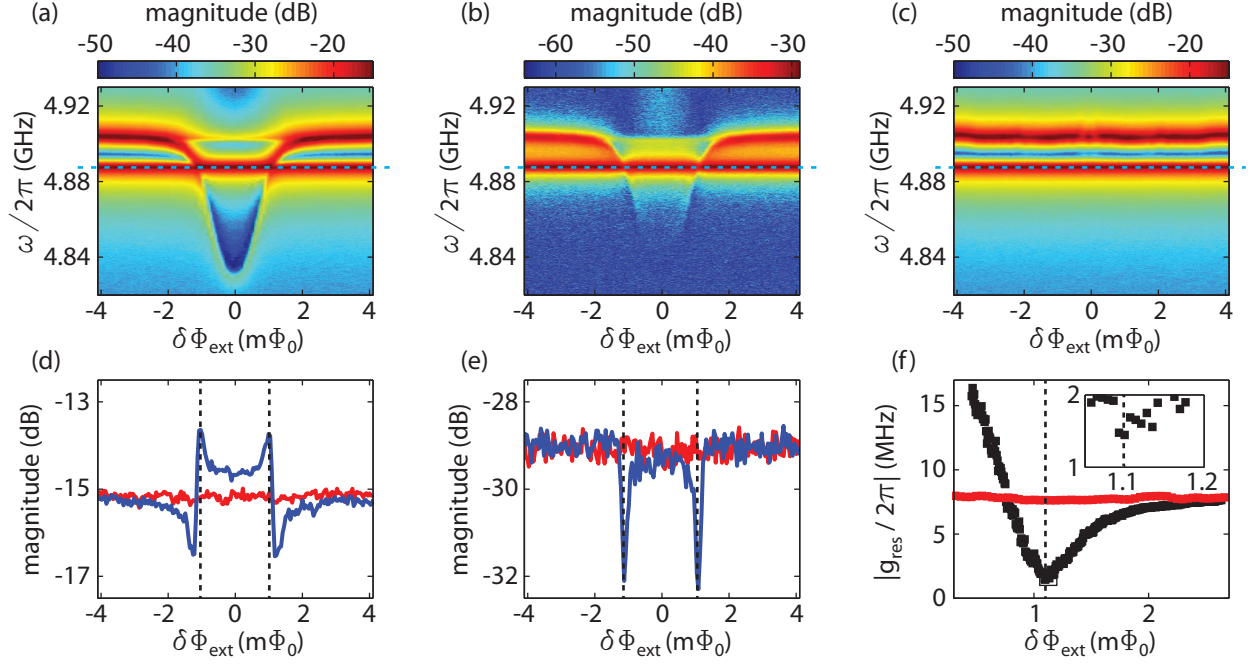 (a) magnitude (dB) (b) magnitude (dB) (c) magnitude (dB)
-50 -40 -30 -20 -60 -50 -40 -30 -50 -40 -30 -20
4.92 4.92 4.92
4.88 4.88 4.88
4.84 4.84 4.84
ω / 2π (GHz) ω / 2π (GHz) ω / 2π (GHz)
-4 -2 0 2 4 -4 -2 0 2 4 -4 -2 0 2 4
δΦext (mΦ0) δΦext (mΦ0) δΦext (mΦ0)
(d) (e) (f)
-13 -28 15
-15 -30 10
-17 -32 5
0
magnitude (dB) magnitude (dB) |gres / 2π| (MHz)
2
1
1.1 1.2
-4 -2 0 2 4 -4 -2 0 2 4 1 2
δΦext (mΦ0) δΦext (mΦ0) δΦext (mΦ0)